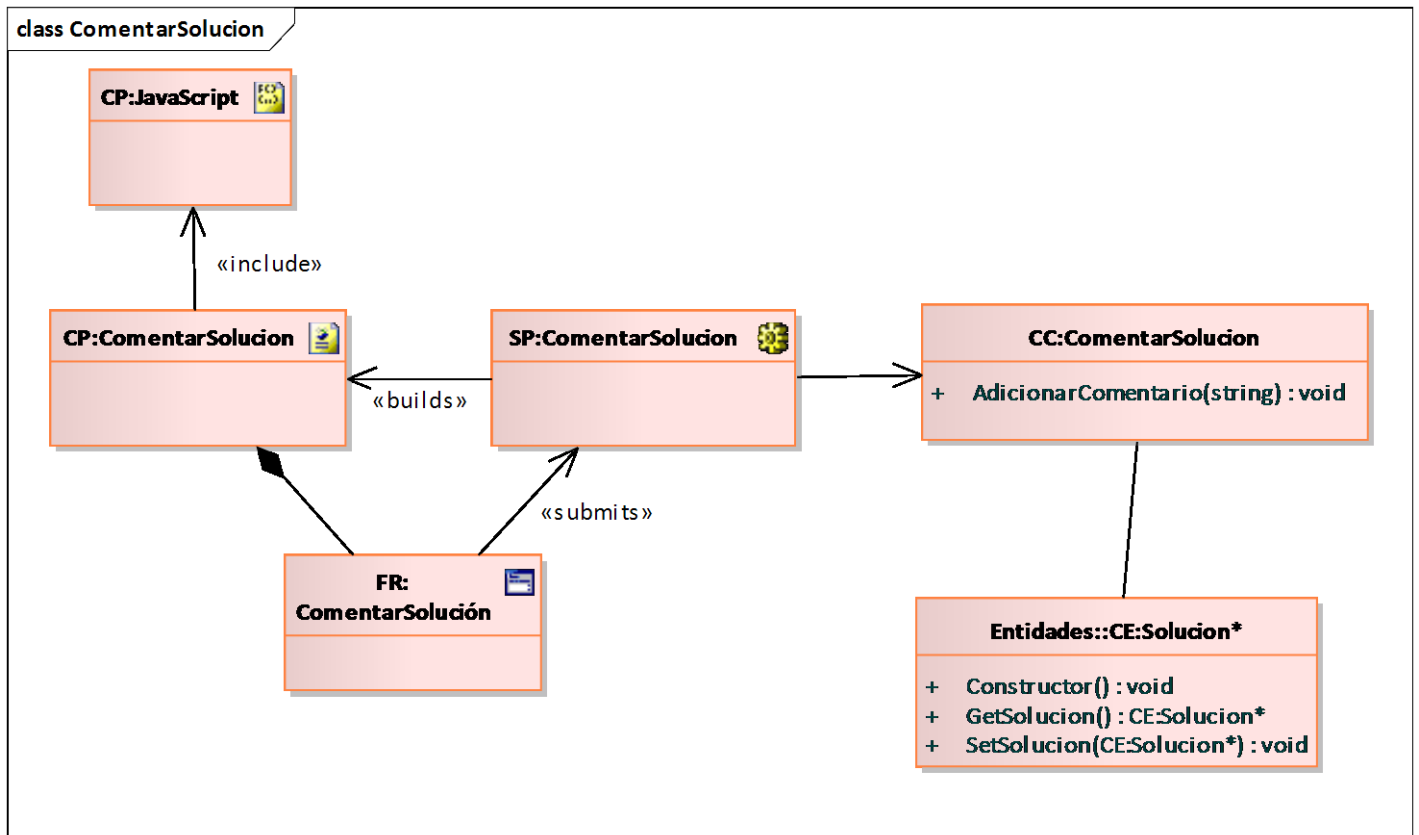 class ComentarSolucion
CP:JavaScript
«include»
CP:ComentarSolucion
SP:ComentarSolucion
CC:ComentarSolucion
+ AdicionarComentario(string) : void
«builds»
«submits»
FR:
ComentarSolución
Entidades::CE:Solucion*
+ Constructor() : void
+ GetSolucion() : CE:Solucion*
+ SetSolucion(CE:Solucion*) : void